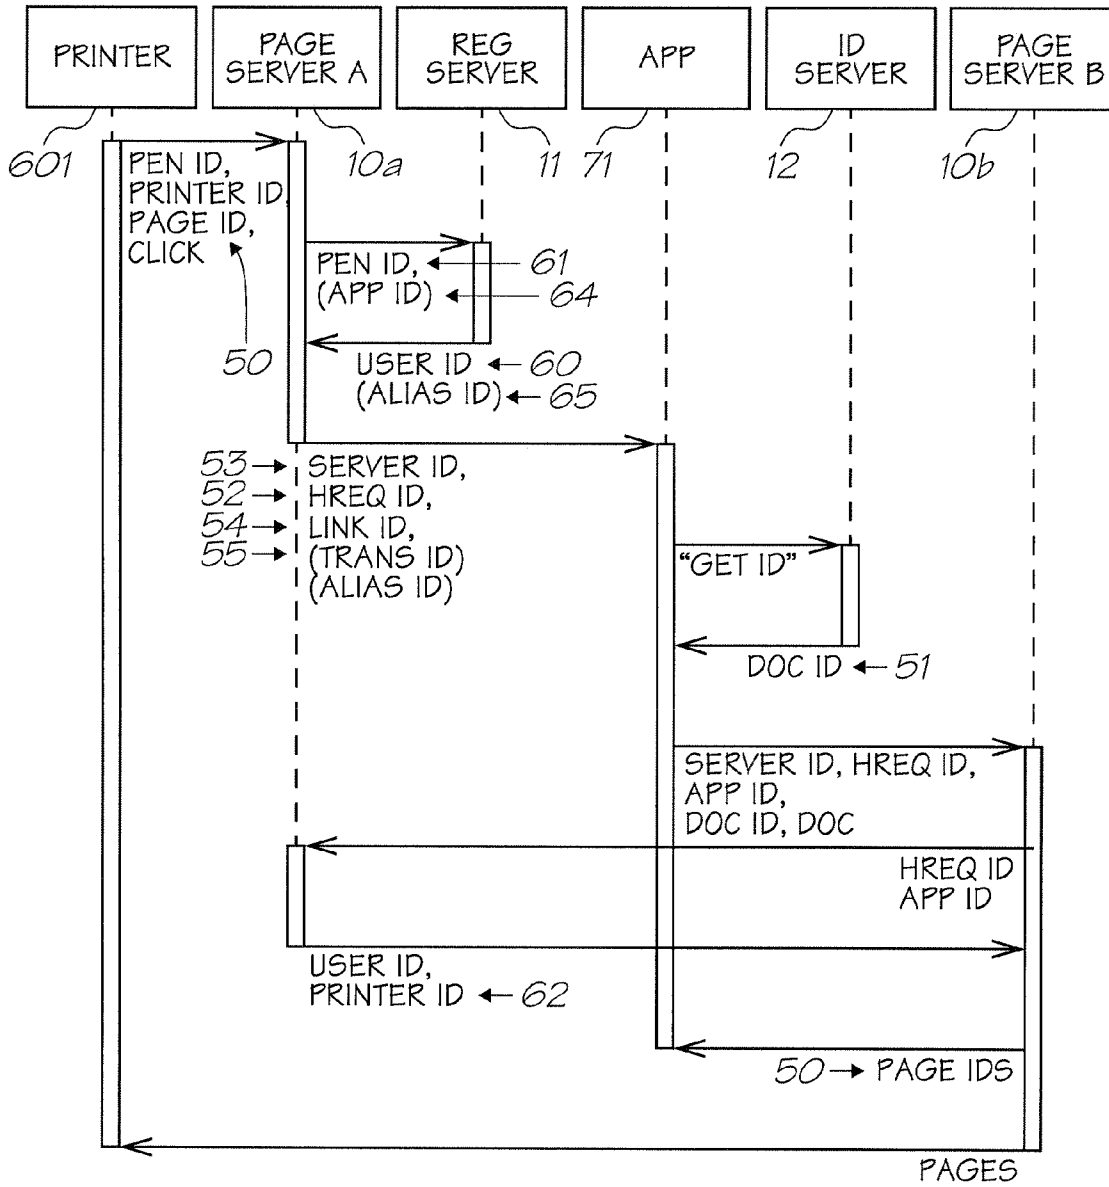 PRINTER
PAGE
SERVER A
REG
SERVER
APP
ID
SERVER
PAGE
SERVER B
601
10a
11
71
12
10b
PEN ID,
PRINTER ID,
PAGE ID,
CLICK
50
PEN ID,
61
(APP ID)
64
USER ID
60
(ALIAS ID)
65
53
SERVER ID,
52
HREQ ID,
54
LINK ID,
55
(TRANS ID)
(ALIAS ID)
“GET ID”
DOC ID
51
SERVER ID, HREQ ID,
APP ID,
DOC ID, DOC
HREQ ID
APP ID
USER ID,
PRINTER ID
62
50
PAGE IDS
PAGES